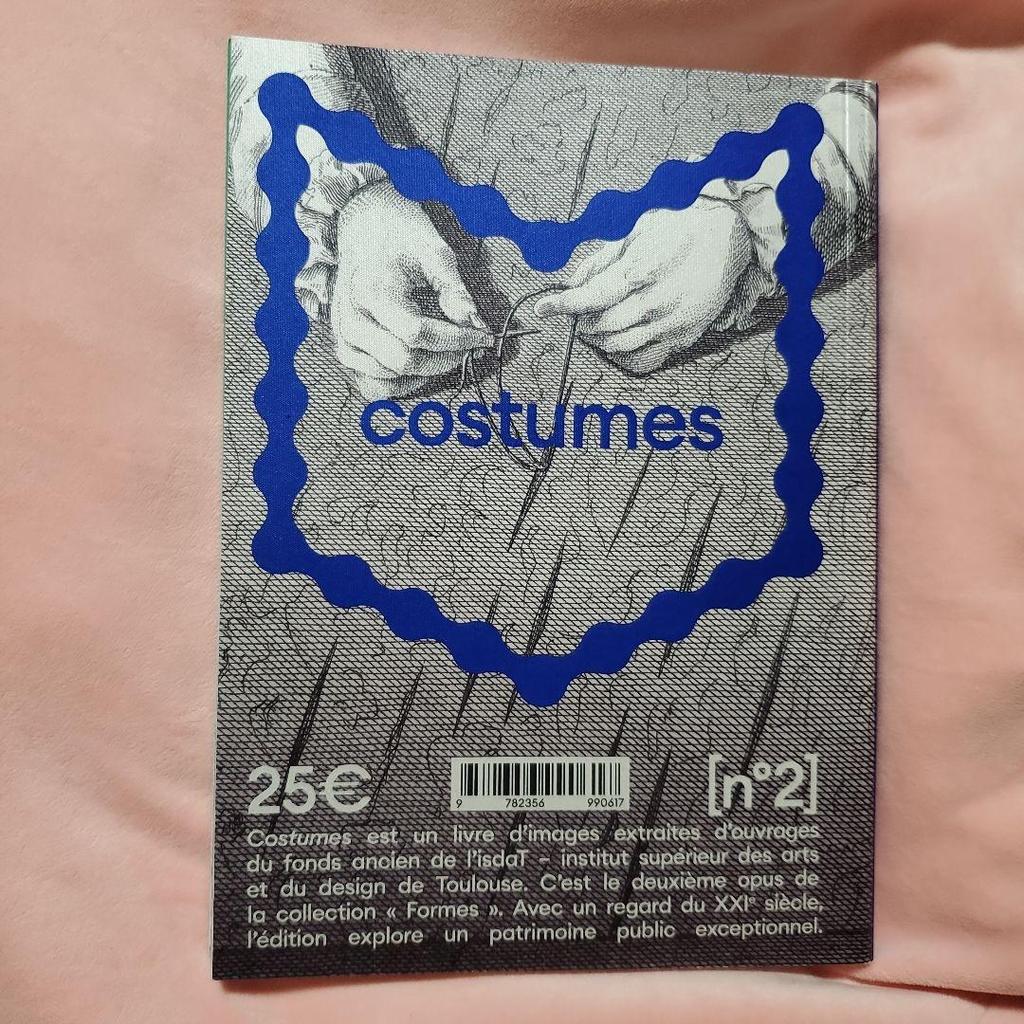 costumes
25€
9 782356 990617
[n°2]
Costumes est un livre d'images extraites d'ouvrages
du fonds ancien de l'isdaT – institut supérieur des arts
et du design de Toulouse. C'est le deuxième opus de
la collection « Formes ». Avec un regard du XXIe siècle,
l'édition explore un patrimoine public exceptionnel.